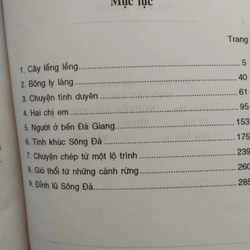 Mục lục
Trang
1. Cây lồng lềng 5
2. Bông ly làng 40
3. Chuyện tình duyên 61
4. Hai chị em 95
5. Người ở bến Đà Giang 153
6. Tình khúc Sông Đà 175
7. Chuyện chép từ một lộ trình 239
8. Gió thổi từ những cánh rừng 260
9. Đỉnh lũ Sông Đà 285